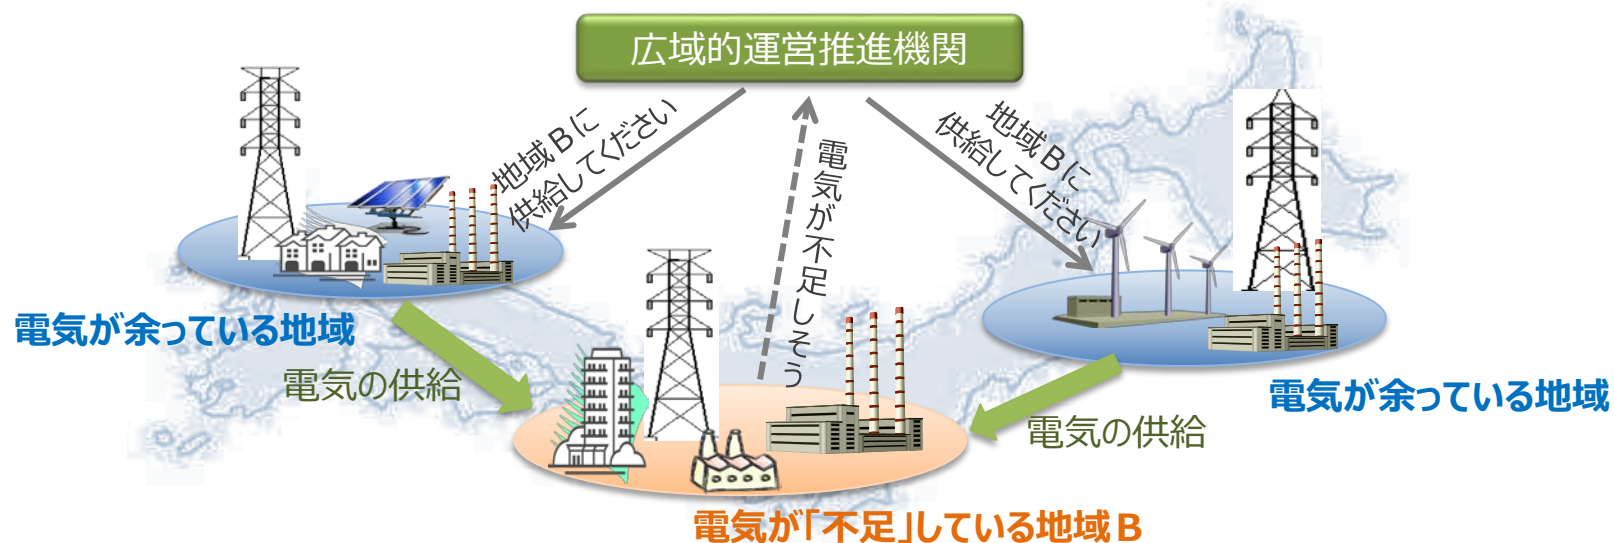 広域的運営推進機関
地域Bに
供給してください
電気が不足しそう
地域Bに
供給してください
電気が余っている地域
電気の供給
電気が余っている地域
電気の供給
電気が「不足」している地域B